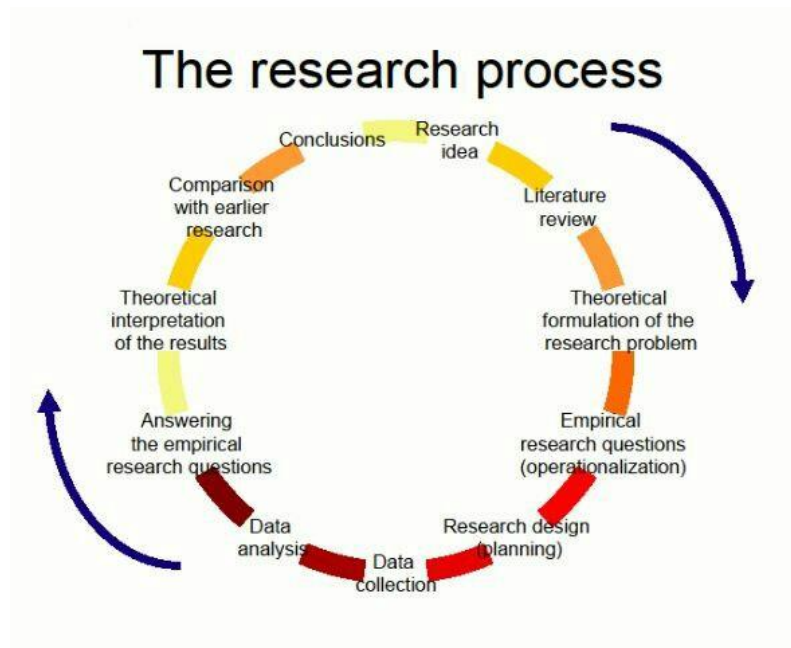 The research process
Research
idea
Literature
review
Theoretical
formulation of the
research problem
Empirical
research questions
(operationalization)
Research design
(planning)
Data
collection
Data
analysis
Answering
the empirical
research questions
Theoretical
interpretation
of the results
Comparison
with earlier
research
Conclusions